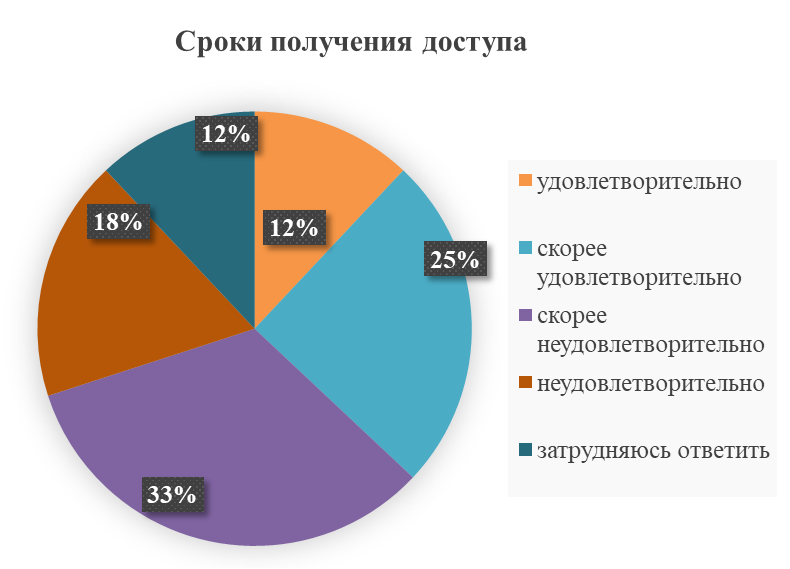 Сроки получения доступа
12%
12%
25%
18%
33%
удовлетворительно
скорее
удовлетворительно
скорее
неудовлетворительно
неудовлетворительно
затрудняюсь ответить